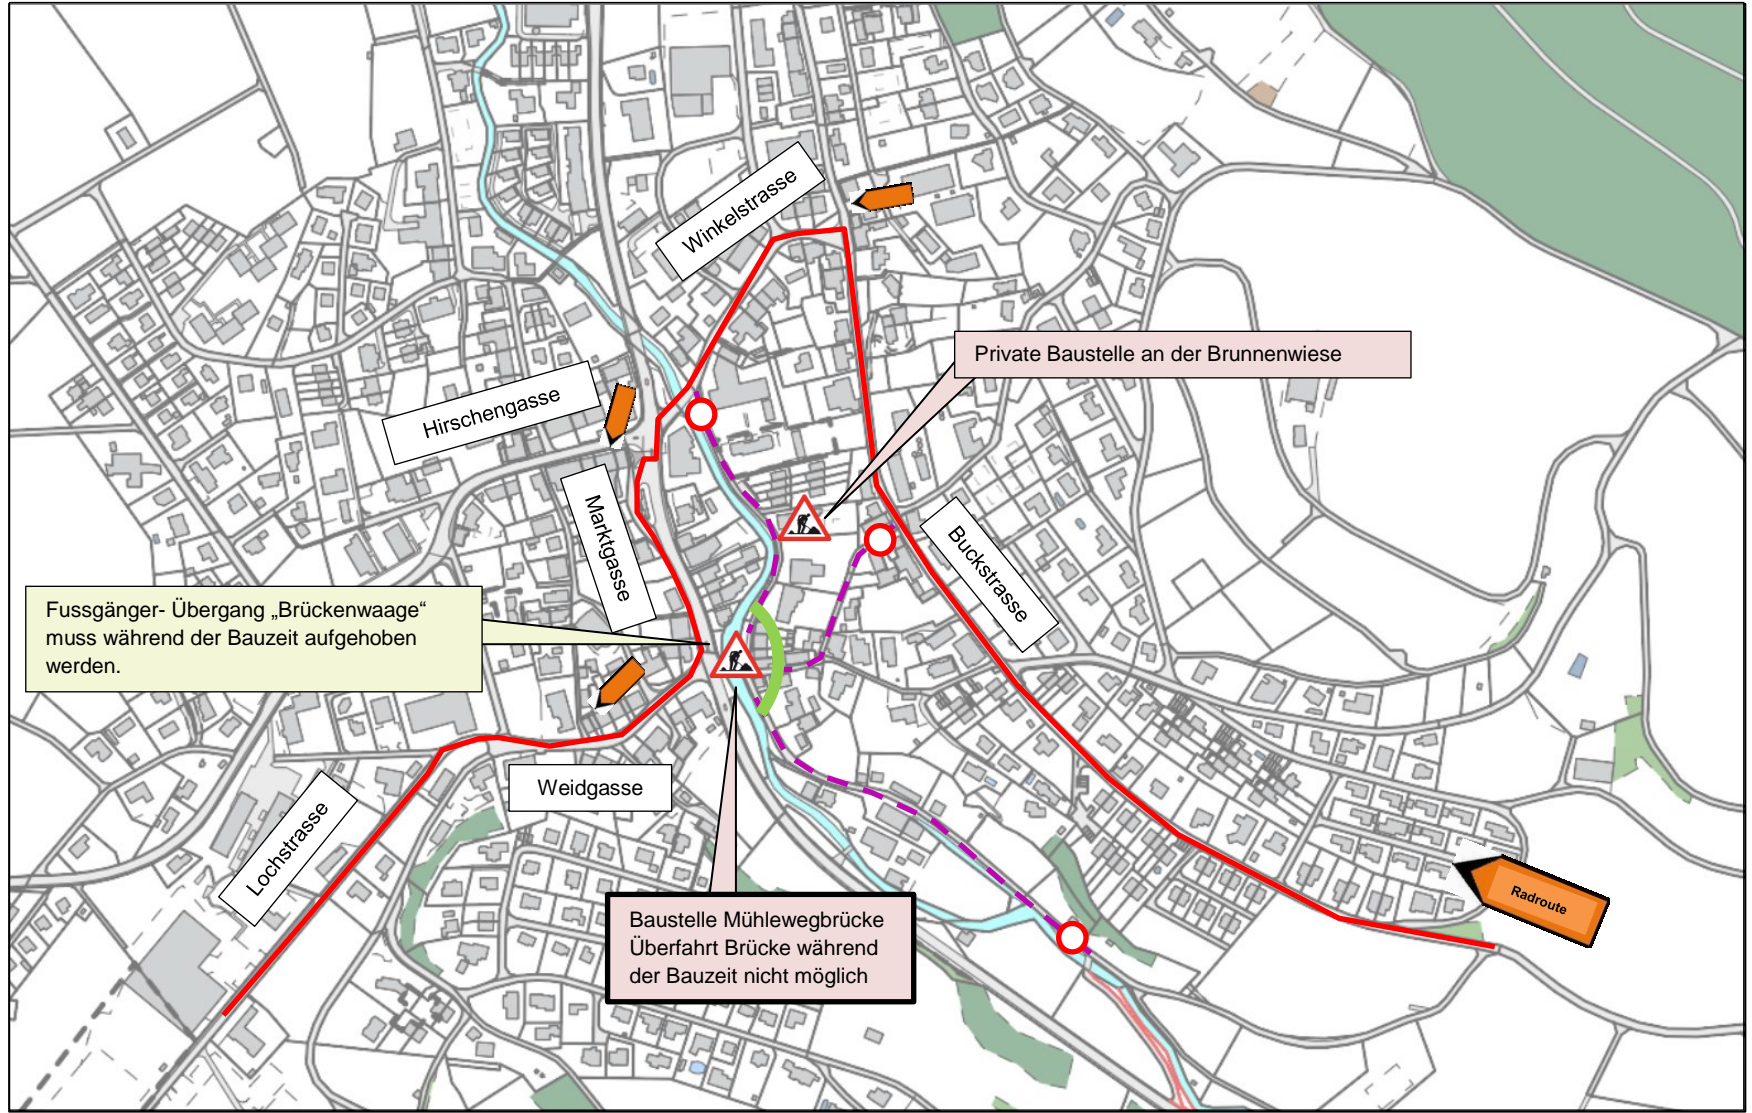 Winkelstrasse
Private Baustelle an der Brunnenwiese
Hirschengasse
Marktgasse
Buckstrasse
Fussgänger- Übergang „Brückenwaage“
muss während der Bauzeit aufgehoben
werden.
Weidgasse
Lochstrasse
Radroute
Baustelle Mühlewegbrücke
Überfahrt Brücke während
der Bauzeit nicht möglich